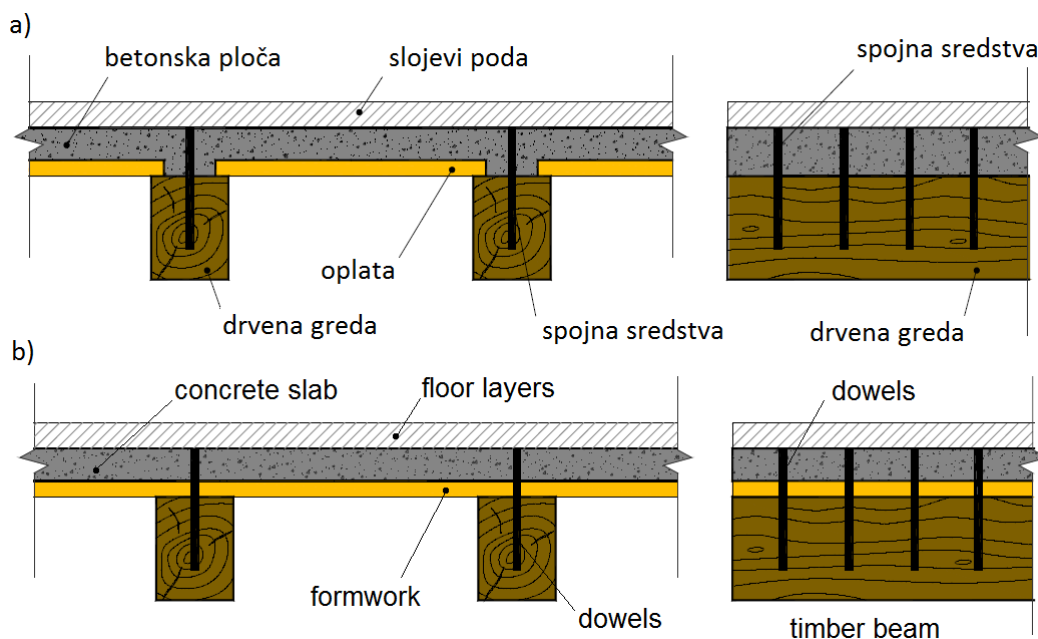 a)
betonska ploča
slojevi poda
spojna sredstva
oplata
drvena greda
spojna sredstva
drvena greda
b)
concrete slab
floor layers
dowels
formwork
dowels
timber beam